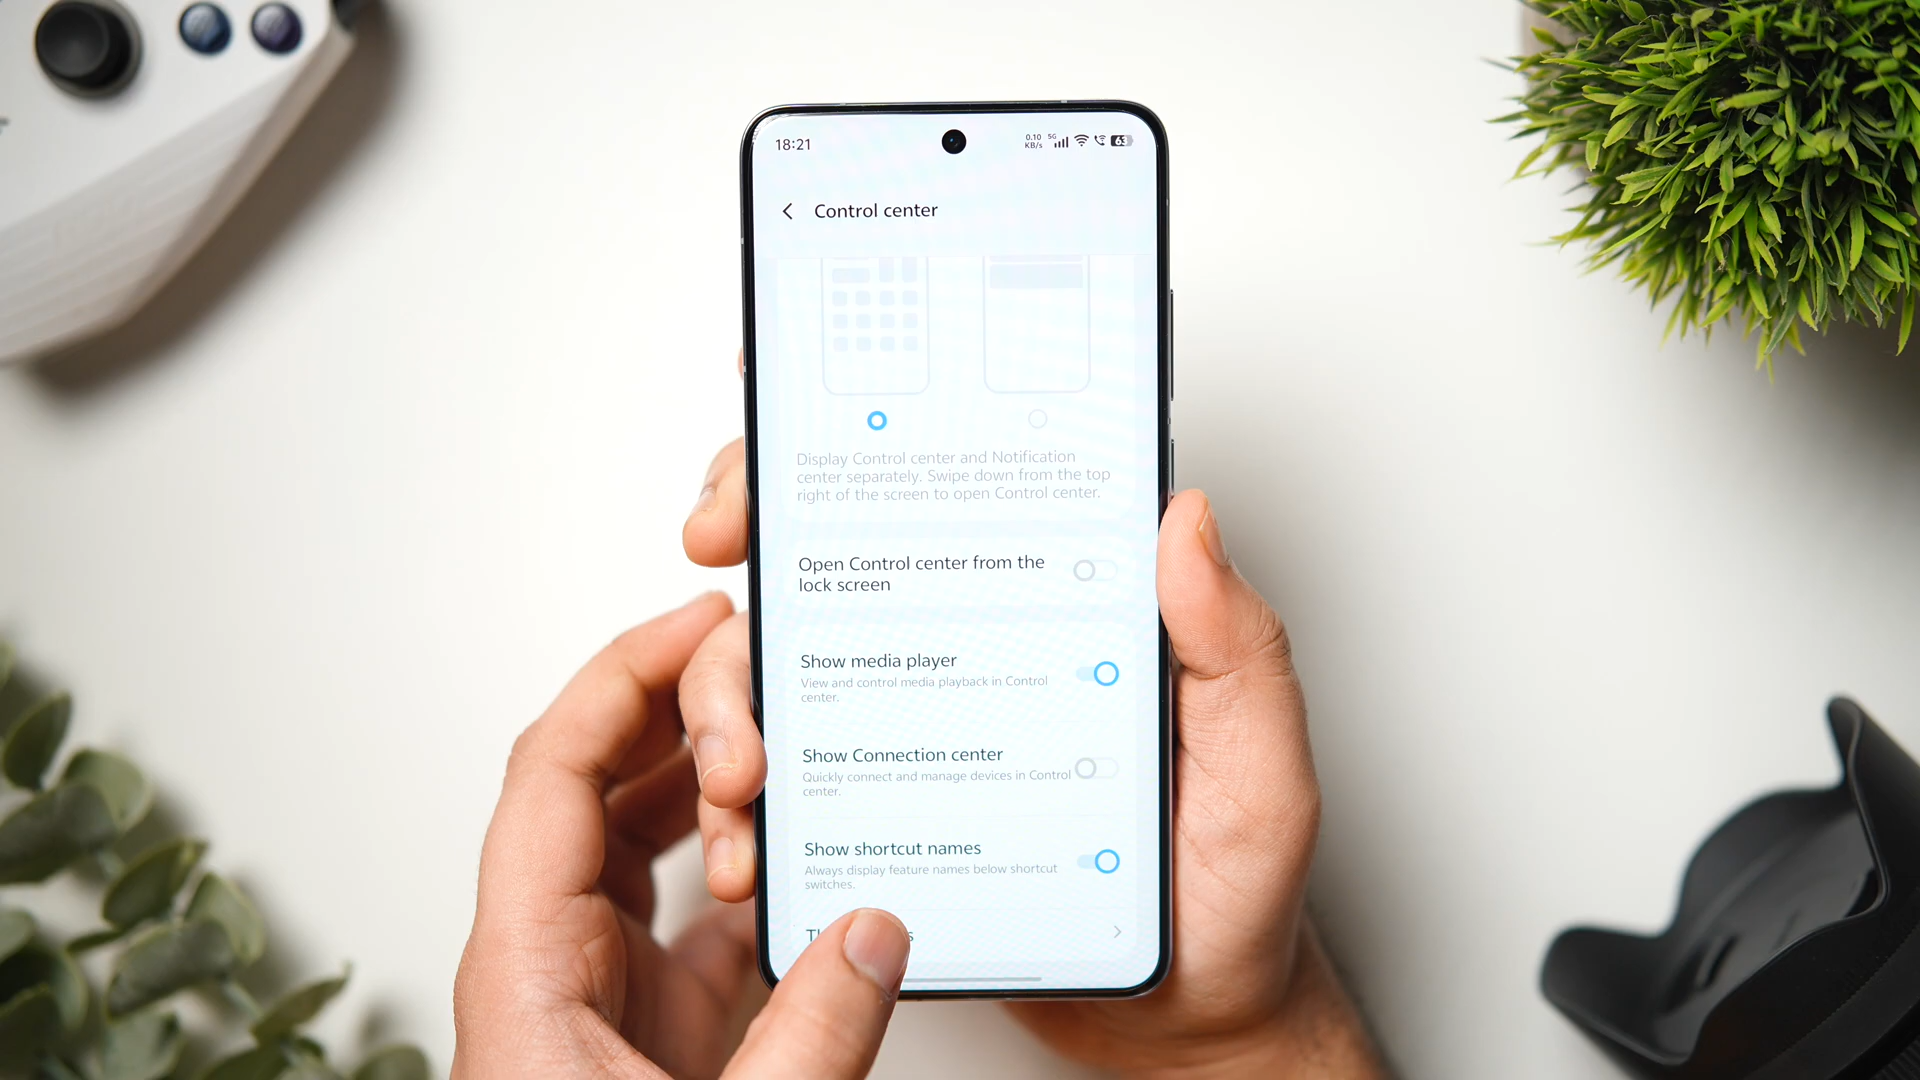 18:21
0.10 KB/s 5G 63
Control center
Display Control center and Notification
center separately. Swipe down from the top
right of the screen to open Control center.
Open Control center from the
lock screen
Show media player
View and control media playback in Control
center.
Show Connection center
Quickly connect and manage devices in Control
center.
Show shortcut names
Always display feature names below shortcut
switches.